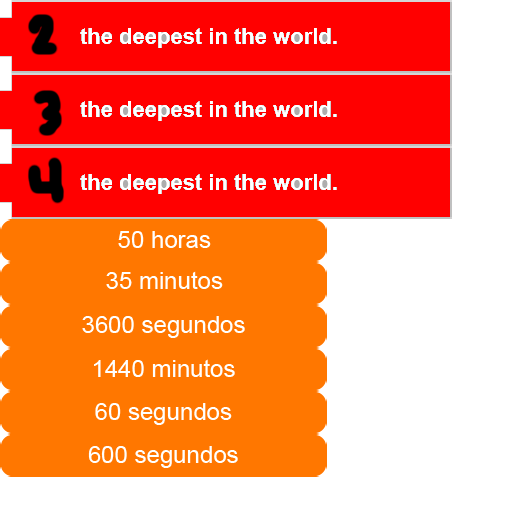 2 the deepest in the world.
3 the deepest in the world.
4 the deepest in the world.
50 horas
35 minutos
3600 segundos
1440 minutos
60 segundos
600 segundos